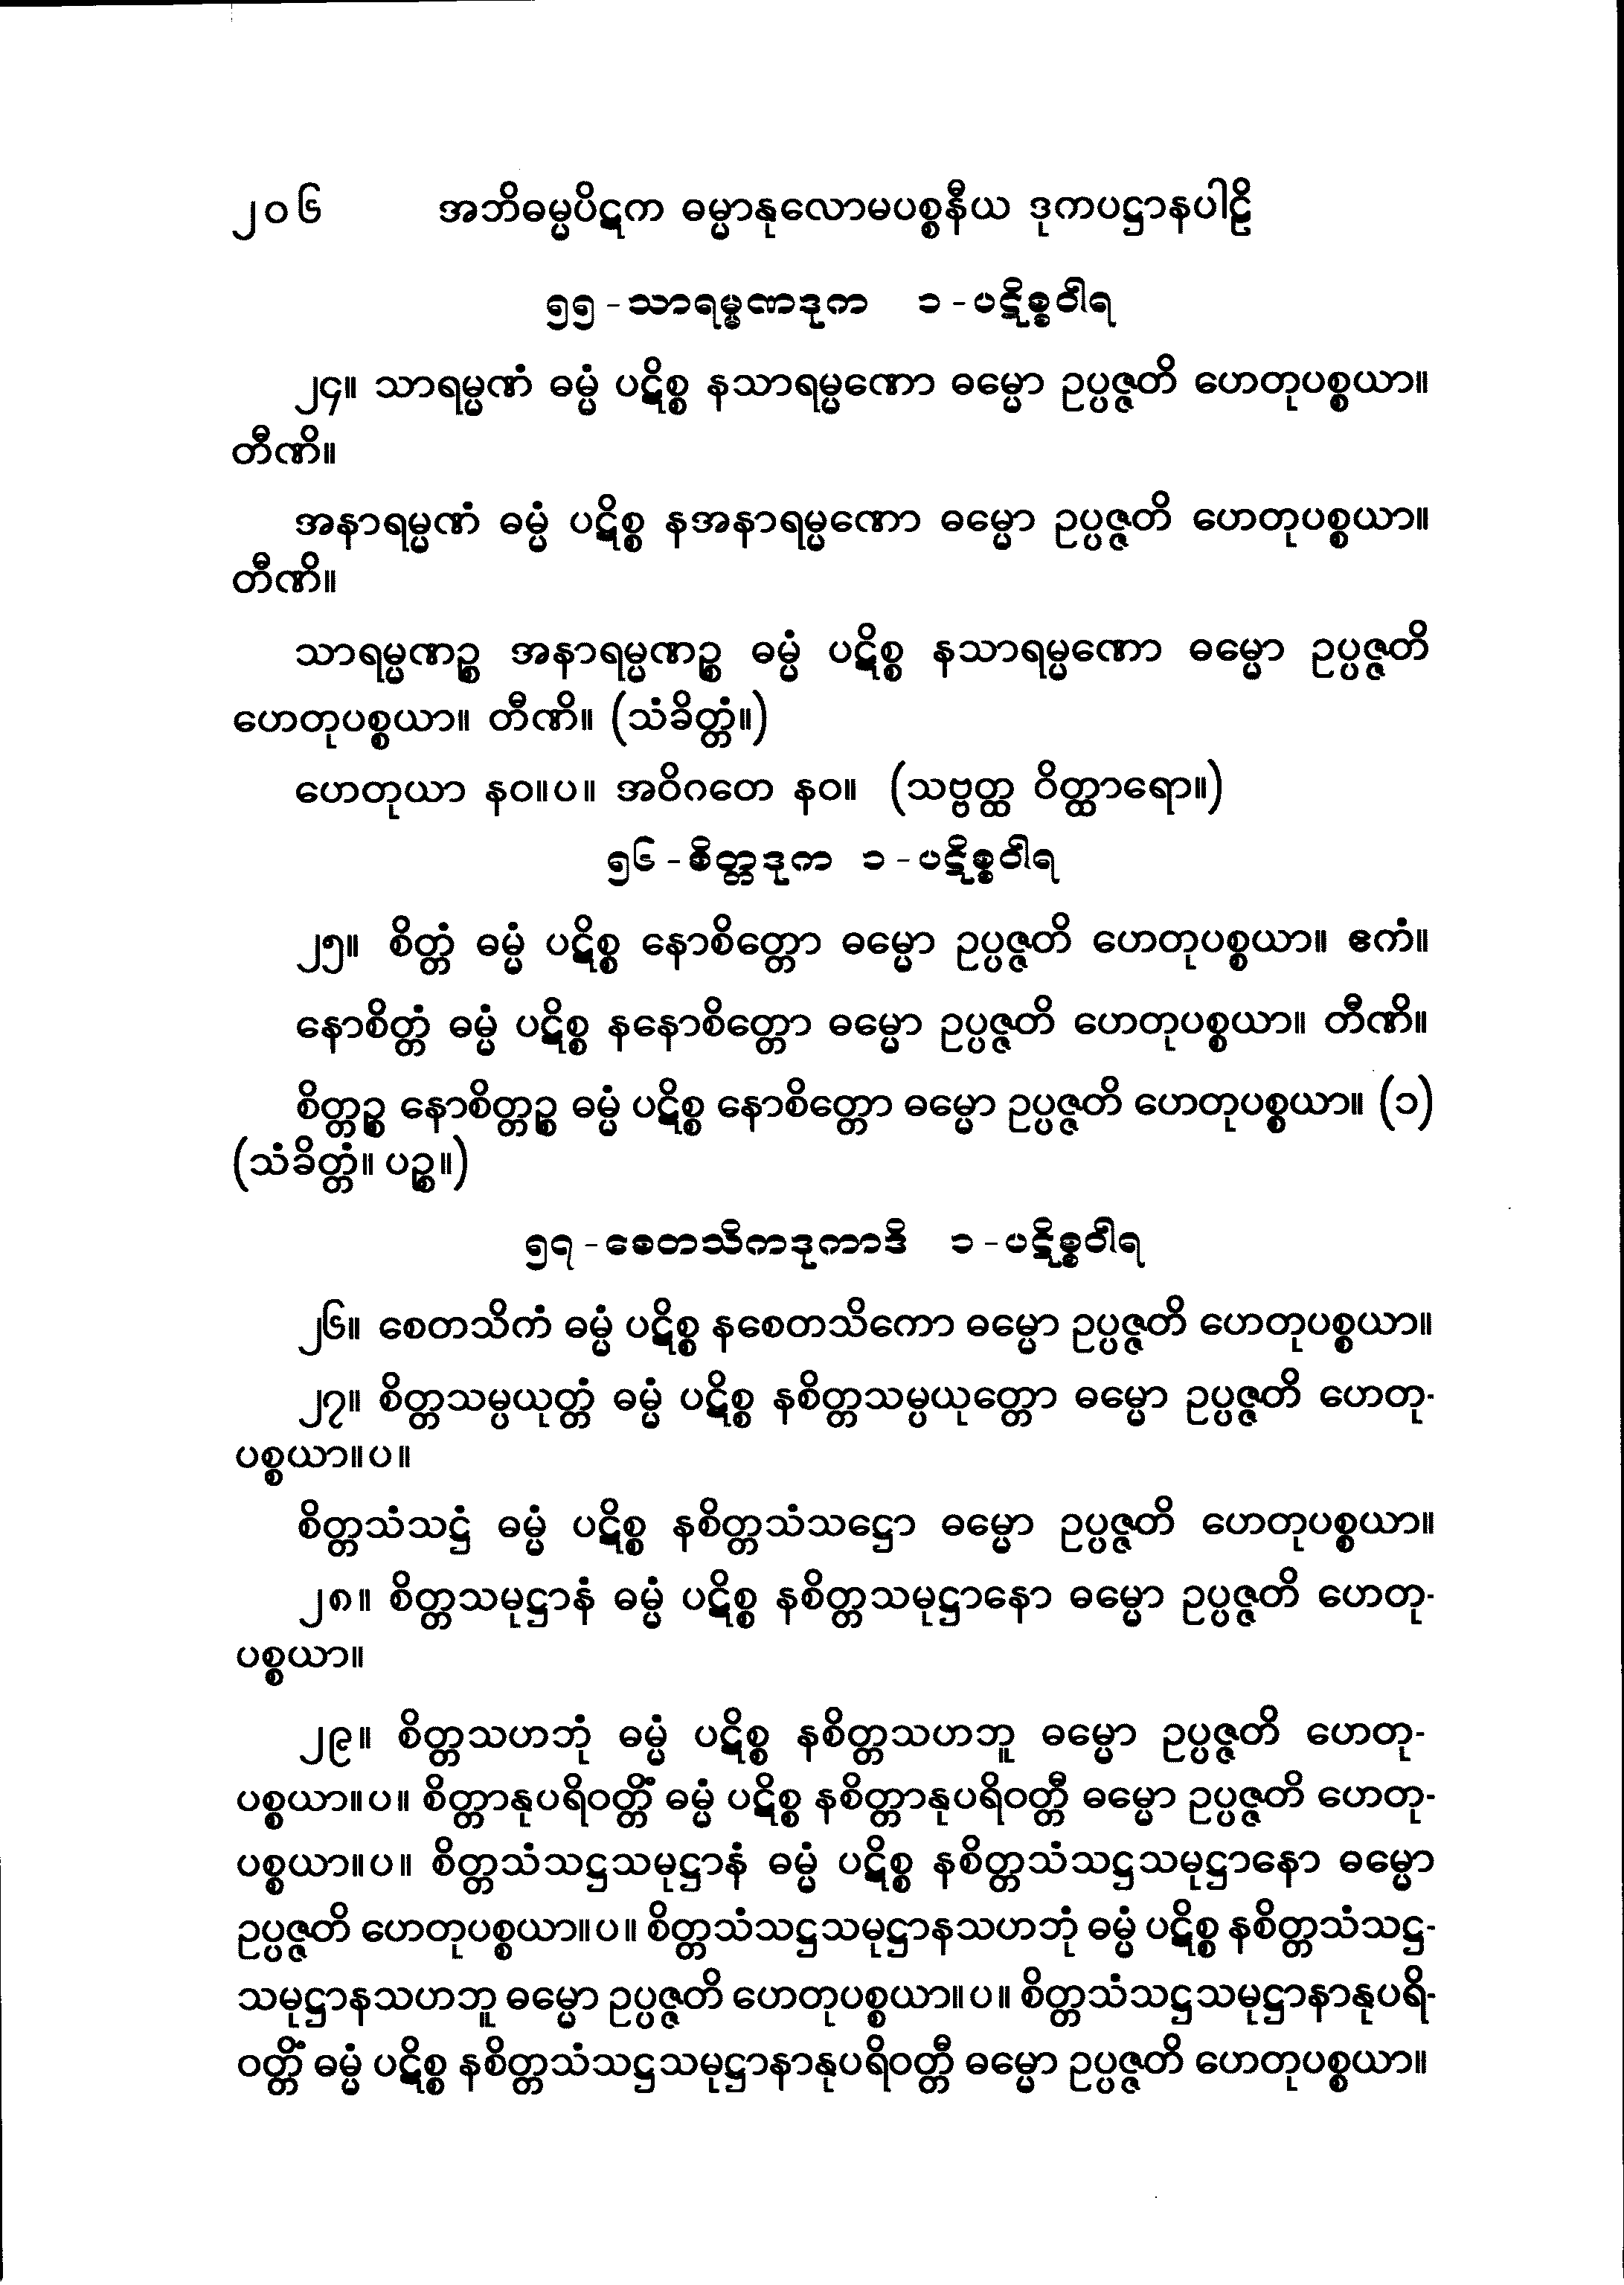 ၂၀၆ အဘိဓမ္မပိဋက ဓမ္မာနုလောမပစ္စနီယ ဒုကပဋ္ဌာနပါဠိ
၅၅-သာရမ္မဏဒုက ၁-ပဋိစ္စဝါရ
၂၄။ သာရမ္မဏံ ဓမ္မံ ပဋိစ္စ နသာရမ္မဏော ဓမ္မော ဥပ္ပဇ္ဇတိ ဟေတုပစ္စယာ။
တီဏိ။
အနာရမ္မဏံ ဓမ္မံ ပဋိစ္စ နအနာရမ္မဏော ဓမ္မော ဥပ္ပဇ္ဇတိ ဟေတုပစ္စယာ။
တီဏိ။
သာရမ္မဏဉ္စ အနာရမ္မဏဉ္စ ဓမ္မံ ပဋိစ္စ နသာရမ္မဏော ဓမ္မော ဥပ္ပဇ္ဇတိ
ဟေတုပစ္စယာ။ တီဏိ။ (သံခိတ္တံ။)
ဟေတုယာ နဝ။ပ။ အဝိဂတေ နဝ။ (သဗ္ဗတ္ထ ဝိတ္ထာရော။)
၅၆-စိတ္တဒုက ၁-ပဋိစ္စဝါရ
၂၅။ စိတ္တံ ဓမ္မံ ပဋိစ္စ နောစိတ္တော ဓမ္မော ဥပ္ပဇ္ဇတိ ဟေတုပစ္စယာ။ ဧကံ။
နောစိတ္တံ ဓမ္မံ ပဋိစ္စ နနောစိတ္တော ဓမ္မော ဥပ္ပဇ္ဇတိ ဟေတုပစ္စယာ။ တီဏိ။
စိတ္တဉ္စ နောစိတ္တဉ္စ ဓမ္မံ ပဋိစ္စ နောစိတ္တော ဓမ္မော ဥပ္ပဇ္ဇတိ ဟေတုပစ္စယာ။ (၁)
(သံခိတ္တံ။ ပဉ္စ။)
၅၇-စေတသိကဒုကာဒိ ၁-ပဋိစ္စဝါရ
၂၆။ စေတသိကံ ဓမ္မံ ပဋိစ္စ နစေတသိကော ဓမ္မော ဥပ္ပဇ္ဇတိ ဟေတုပစ္စယာ။
၂၇။ စိတ္တသမ္ပယုတ္တံ ဓမ္မံ ပဋိစ္စ နစိတ္တသမ္ပယုတ္တော ဓမ္မော ဥပ္ပဇ္ဇတိ ဟေတု-
ပစ္စယာ။ပ။
စိတ္တသံသဋ္ဌံ ဓမ္မံ ပဋိစ္စ နစိတ္တသံသဋ္ဌော ဓမ္မော ဥပ္ပဇ္ဇတိ ဟေတုပစ္စယာ။
၂၈။ စိတ္တသမုဋ္ဌာနံ ဓမ္မံ ပဋိစ္စ နစိတ္တသမုဋ္ဌာနော ဓမ္မော ဥပ္ပဇ္ဇတိ ဟေတု-
ပစ္စယာ။
၂၉။ စိတ္တသဟဘုံ ဓမ္မံ ပဋိစ္စ နစိတ္တသဟဘူ ဓမ္မော ဥပ္ပဇ္ဇတိ ဟေတု-
ပစ္စယာ။ပ။ စိတ္တာနုပရိဝတ္တိံ ဓမ္မံ ပဋိစ္စ နစိတ္တာနုပရိဝတ္တီ ဓမ္မော ဥပ္ပဇ္ဇတိ ဟေတု-
ပစ္စယာ။ပ။ စိတ္တသံသဋ္ဌသမုဋ္ဌာနံ ဓမ္မံ ပဋိစ္စ နစိတ္တသံသဋ္ဌသမုဋ္ဌာနော ဓမ္မော
ဥပ္ပဇ္ဇတိ ဟေတုပစ္စယာ။ပ။ စိတ္တသံသဋ္ဌသမုဋ္ဌာနသဟဘုံ ဓမ္မံ ပဋိစ္စ နစိတ္တသံသဋ္ဌ-
သမုဋ္ဌာနသဟဘူ ဓမ္မော ဥပ္ပဇ္ဇတိ ဟေတုပစ္စယာ။ပ။ စိတ္တသံသဋ္ဌသမုဋ္ဌာနာနုပရိ-
ဝတ္တိံ ဓမ္မံ ပဋိစ္စ နစိတ္တသံသဋ္ဌသမုဋ္ဌာနာနုပရိဝတ္တီ ဓမ္မော ဥပ္ပဇ္ဇတိ ဟေတုပစ္စယာ။